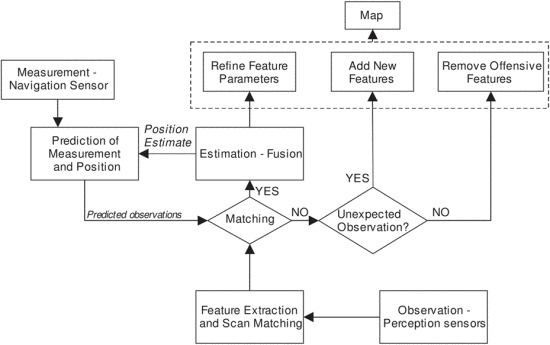 Map
Refine Feature
Parameters
Add New
Features
Remove Offensive
Features
Measurement -
Navigation Sensor
Prediction of
Measurement
and Position
Position
Estimate
Estimation - Fusion
YES
YES
Predicted observations
Matching
NO
Unexpected
Observation?
NO
Feature Extraction
and Scan Matching
Observation -
Perception sensors